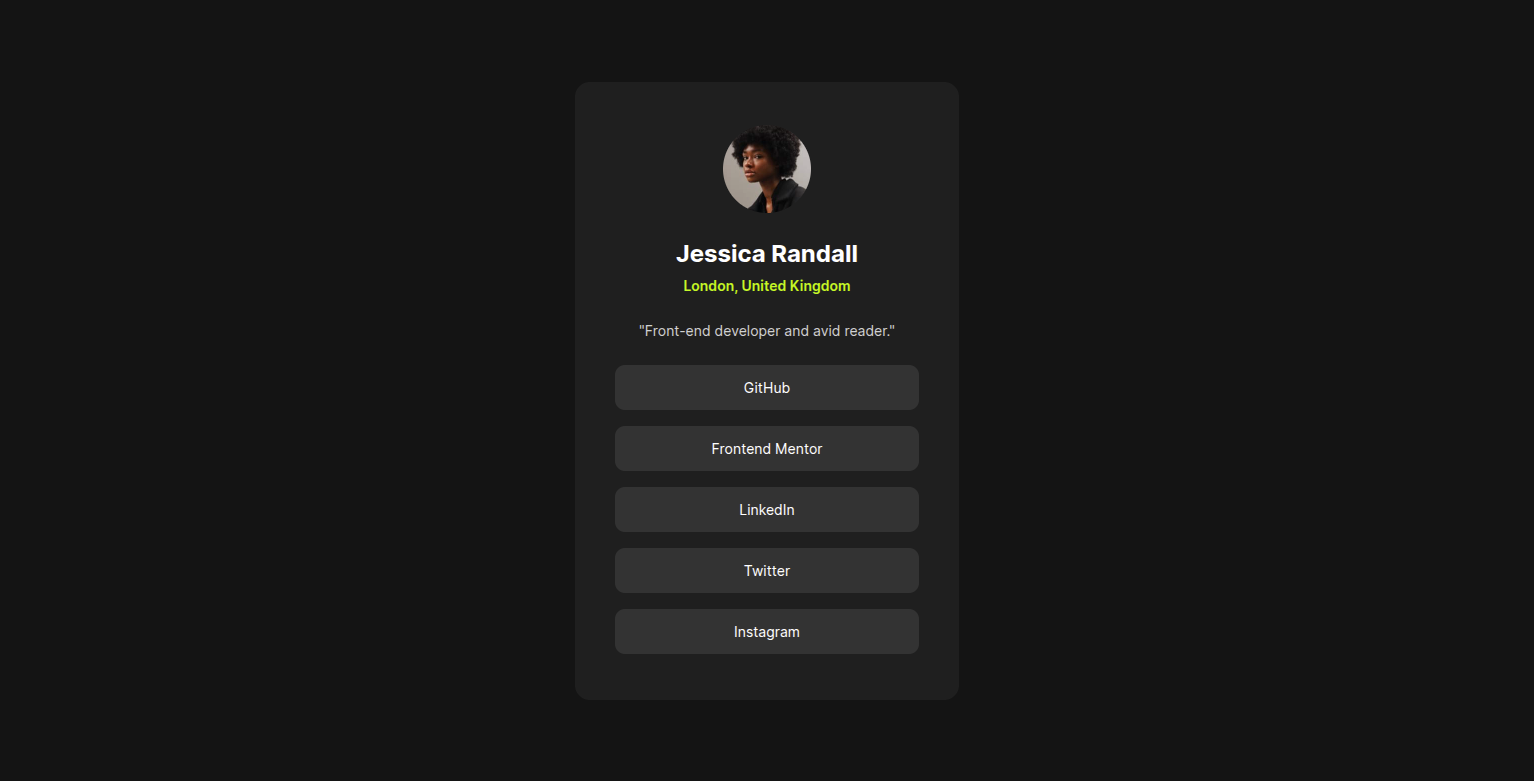 Jessica Randall
London, United Kingdom
"Front-end developer and avid reader."
GitHub
Frontend Mentor
LinkedIn
Twitter
Instagram